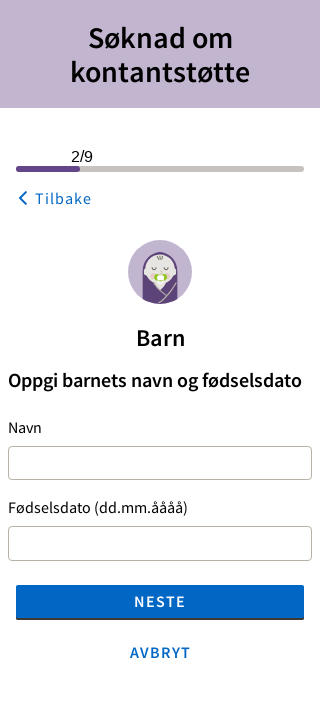 Søknad om
kontantstøtte
2/9
Tilbake
Barn
Oppgi barnets navn og fødselsdato
Navn
Fødselsdato (dd.mm.åååå)
NESTE
AVBRYT